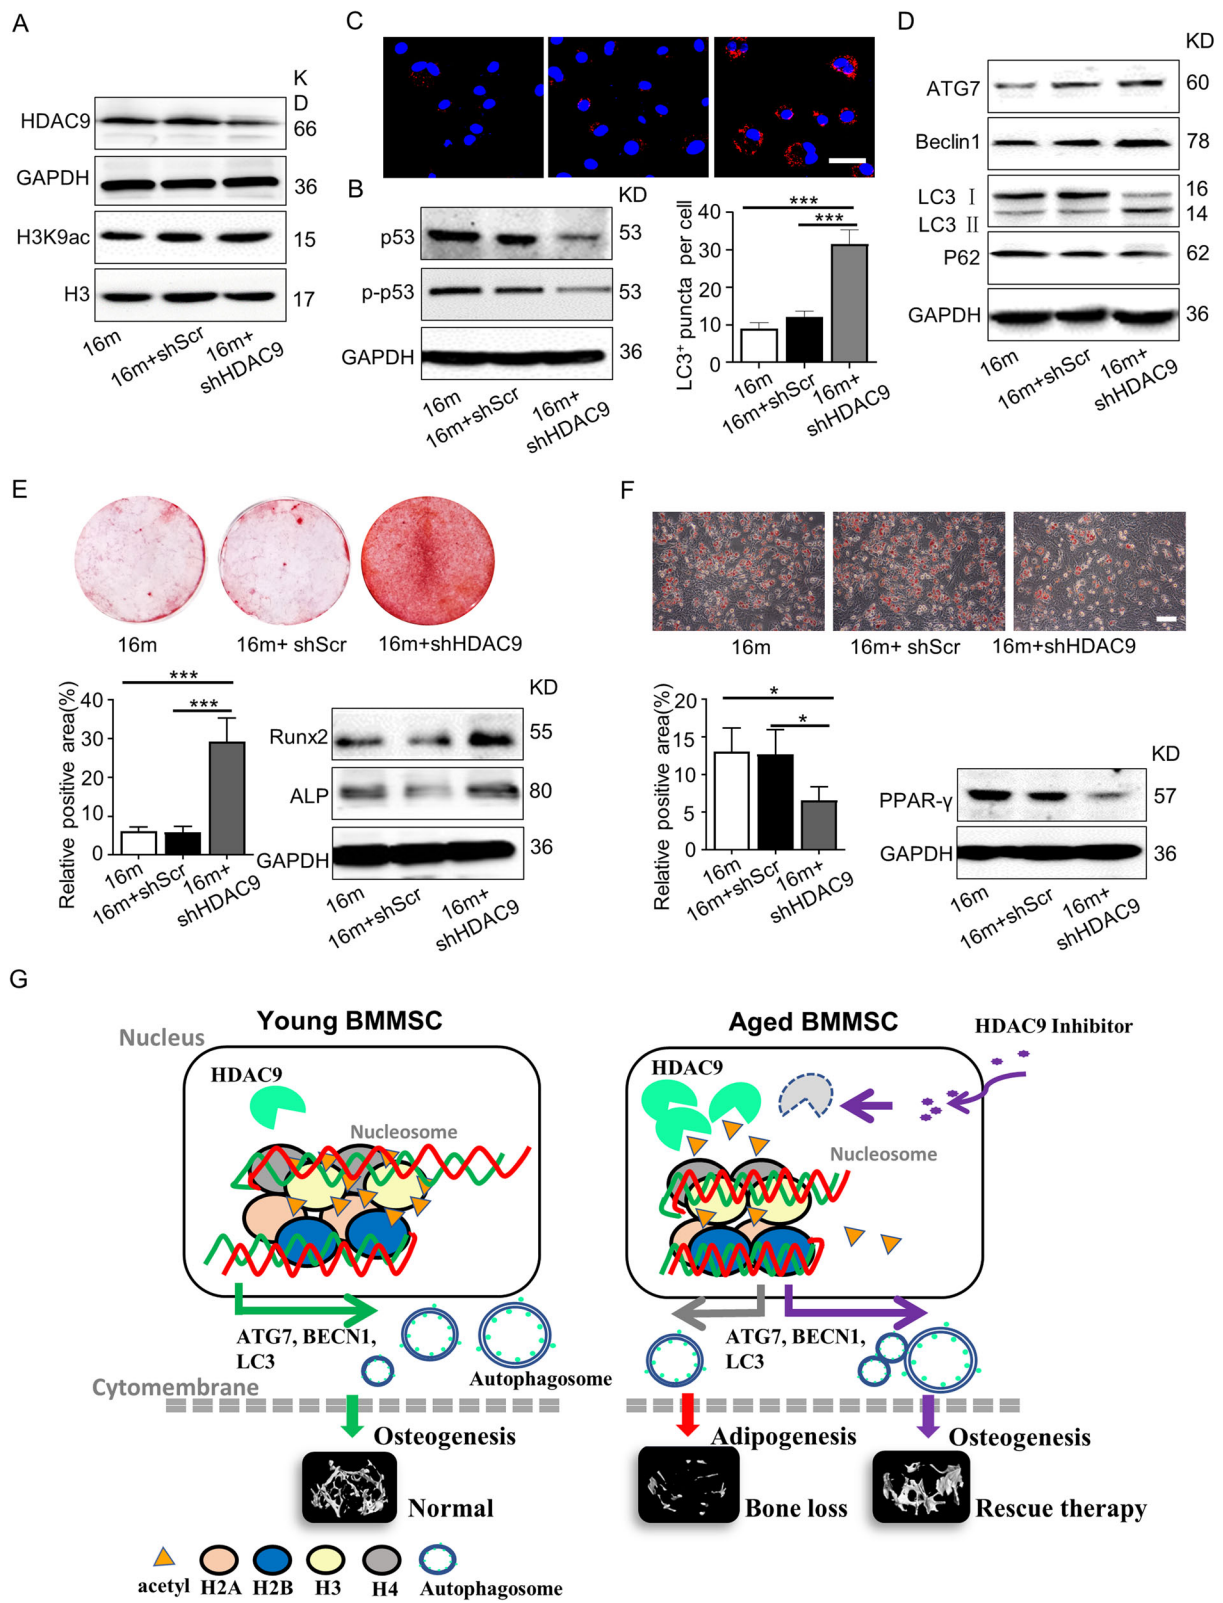 A
K
D
HDAC9
66
GAPDH
36
H3K9ac
15
H3
17
16m
16m+shScr
16m+
shHDAC9
C
B
KD
p53
53
p-p53
53
GAPDH
36
16m
16m+shScr
16m+
shHDAC9
LC3+ puncta per cell
40
30
20
10
0
***
***
16m
16m+shScr
16m+
shHDAC9
D
KD
ATG7
60
Beclin1
78
LC3 Ⅰ
16
LC3 Ⅱ
14
P62
62
GAPDH
36
16m
16m+shScr
16m+
shHDAC9
E
16m
16m+ shScr
16m+shHDAC9
Relative positive area(%)
40
30
20
10
0
***
***
16m
16m+shScr
16m+
shHDAC9
KD
Runx2
55
ALP
80
GAPDH
36
16m
16m+shScr
16m+
shHDAC9
F
16m
16m+ shScr
16m+shHDAC9
Relative positive area(%)
20
15
10
5
0
*
*
16m
16m+shScr
16m+
shHDAC9
KD
PPAR-γ
57
GAPDH
36
16m
16m+shScr
16m+
shHDAC9
G
Young BMMSC
Aged BMMSC
Nucleus
HDAC9 Inhibitor
HDAC9
HDAC9
Nucleosome
Nucleosome
ATG7, BECN1,
LC3
Autophagosome
ATG7, BECN1,
LC3
Cytomembrane
Osteogenesis
Adipogenesis
Osteogenesis
Normal
Bone loss
Rescue therapy
acetyl
H2A
H2B
H3
H4
Autophagosome